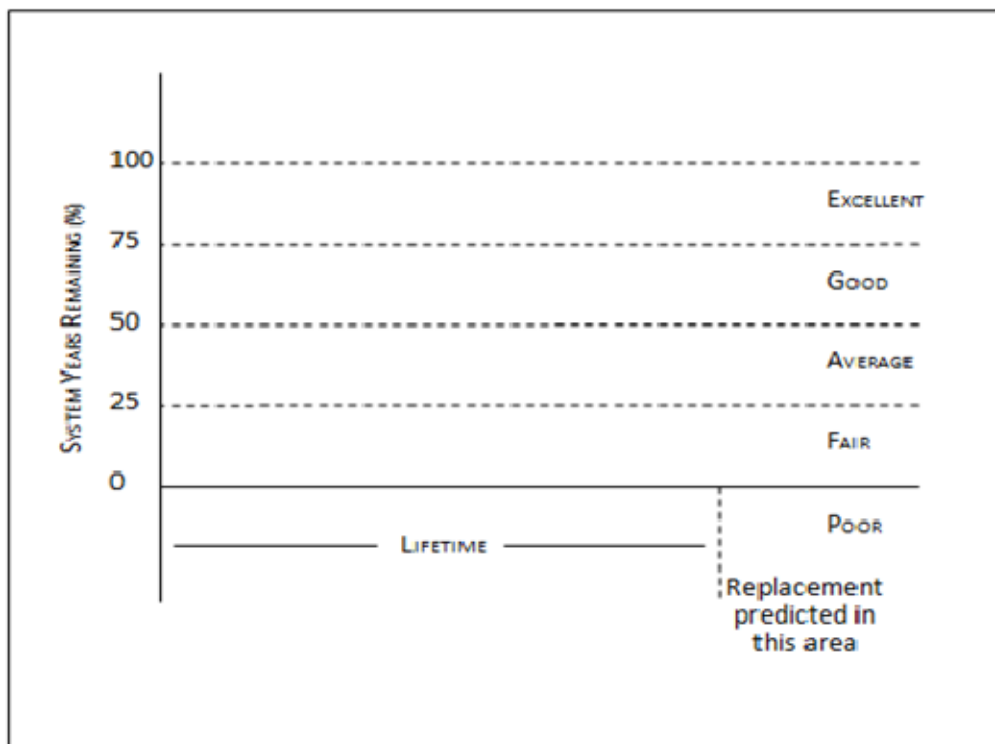 SYSTEM YEARS REMAINING (%)
100
EXCELLENT
75
GOOD
50
AVERAGE
25
FAIR
0
POOR
LIFETIME
Replacement
predicted in
this area